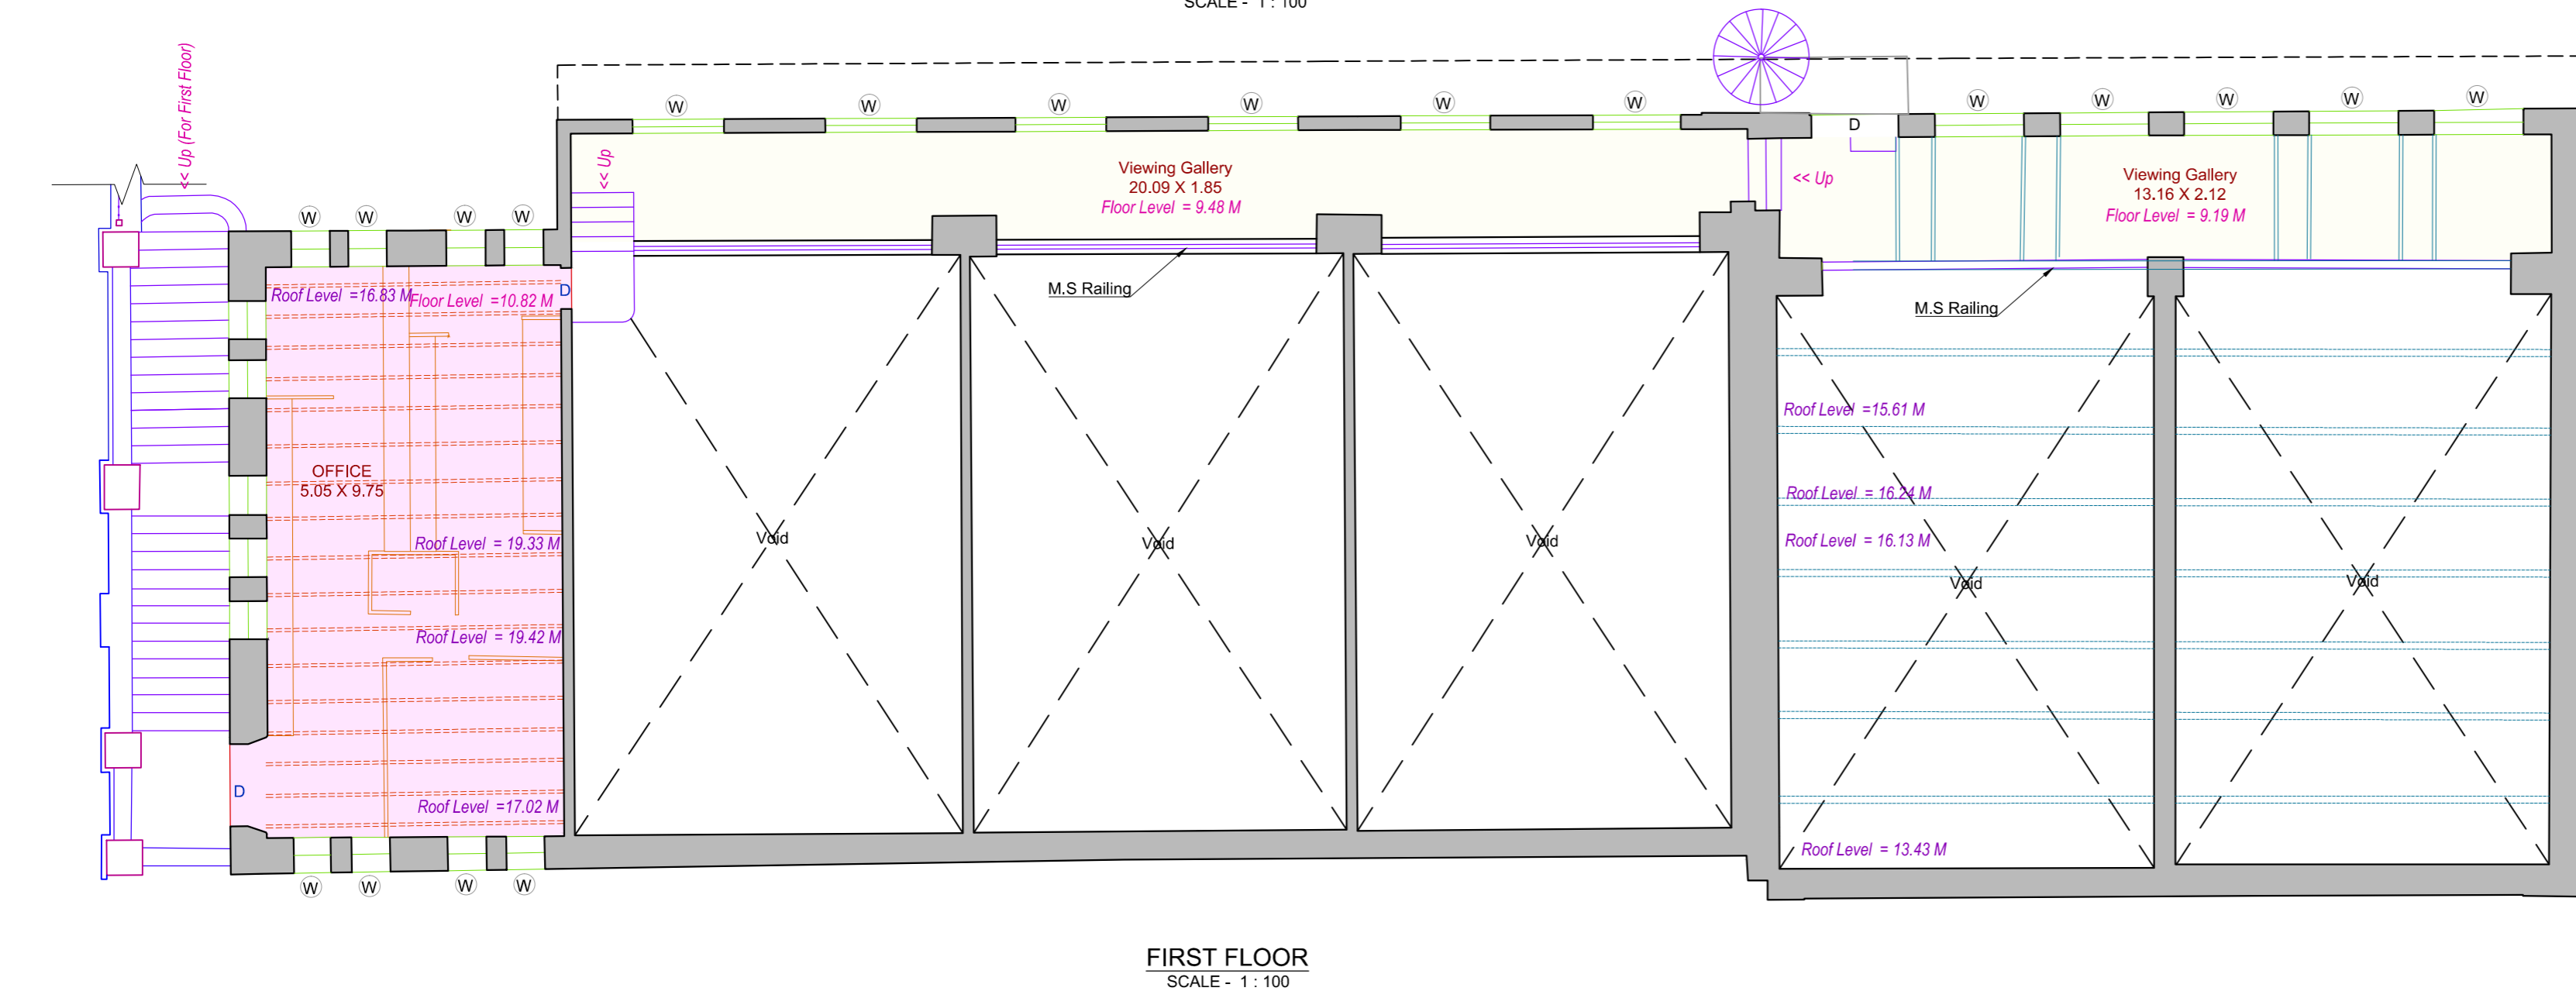 SCALE - 1 : 100
<< Up (For First Floor)
W
W
W
W
W
W
W
W
W
W
W
D
<< Up
Viewing Gallery
20.09 X 1.85
Floor Level = 9.48 M
<< Up
Viewing Gallery
13.16 X 2.12
Floor Level = 9.19 M
W
W
W
W
Roof Level =16.83 M
Floor Level =10.82 M
D
M.S Railing
M.S Railing
Roof Level =15.61 M
OFFICE
5.05 X 9.75
Roof Level = 16.24 M
Roof Level = 19.33 M
Void
Void
Void
Roof Level = 16.13 M
Void
Void
Roof Level = 19.42 M
D
Roof Level =17.02 M
Roof Level = 13.43 M
W
W
W
W
FIRST FLOOR
SCALE - 1 : 100